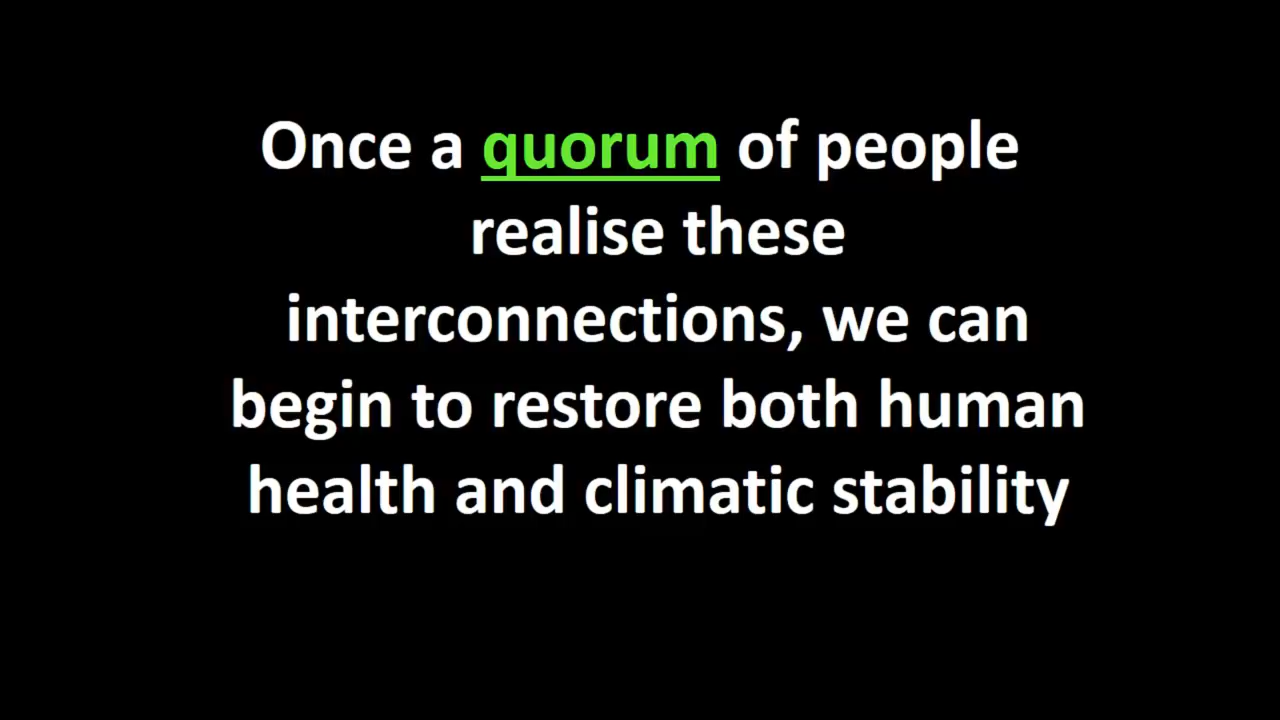 Once a quorum of people
realise these
interconnections, we can
begin to restore both human
health and climatic stability